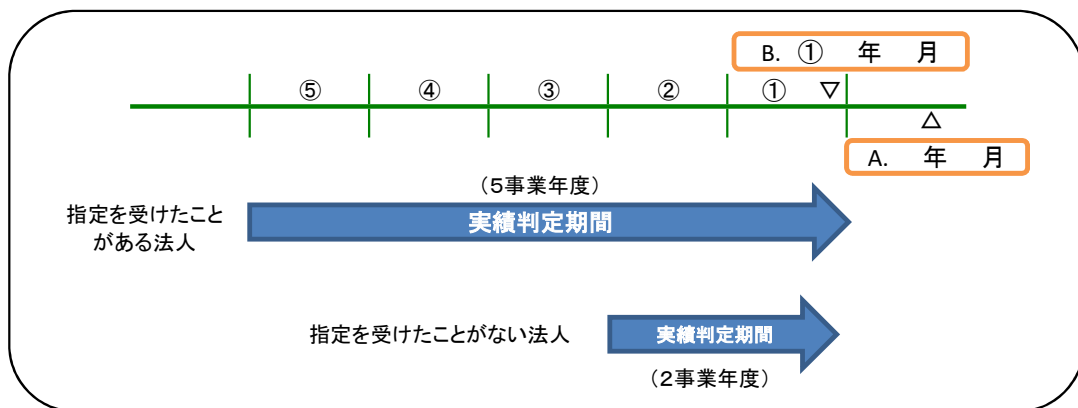 B. ① 年 月
⑤ ④ ③ ② ① ▽
△
A. 年 月
(5事業年度)
指定を受けたこと
がある法人
実績判定期間
指定を受けたことがない法人
実績判定期間
(2事業年度)